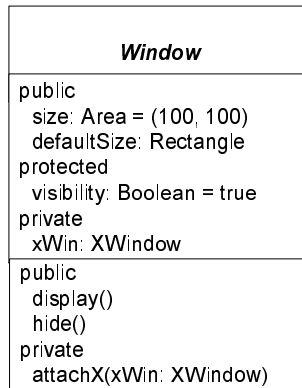 Window
public
size: Area = (100, 100)
defaultSize: Rectangle
protected
visibility: Boolean = true
private
xWin: XWindow
public
display()
hide()
private
attachX(xWin: XWindow)